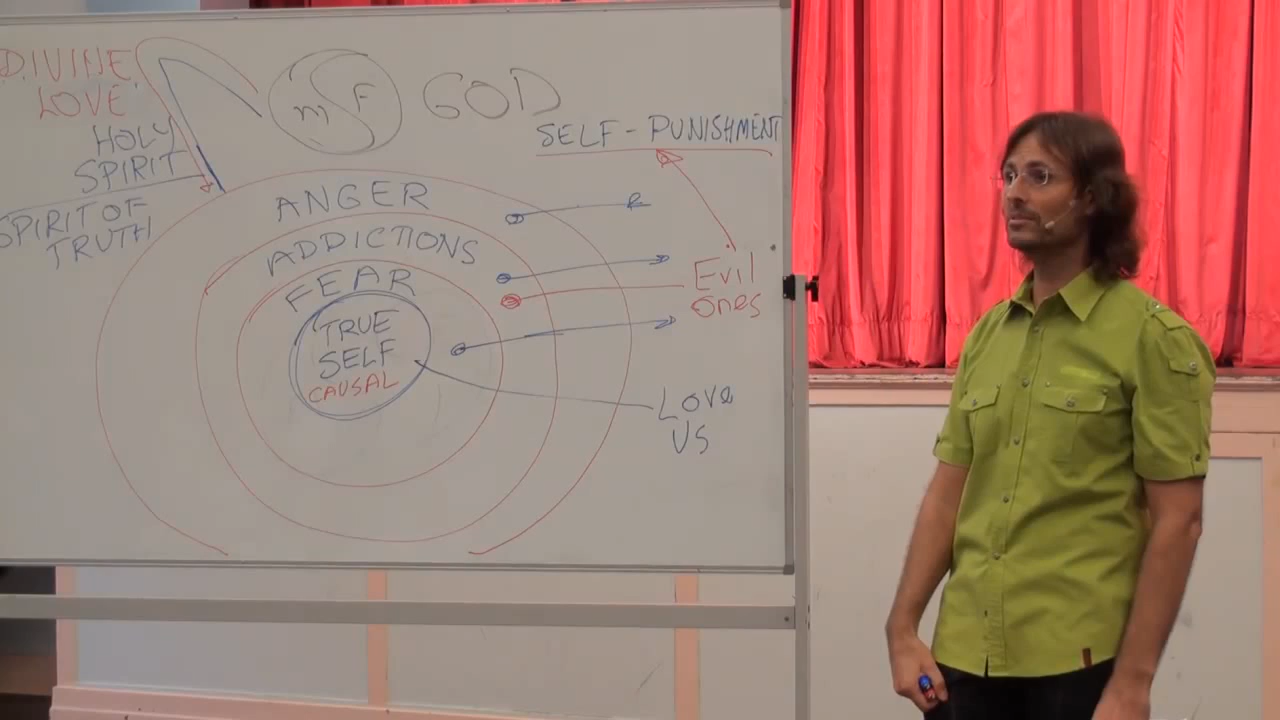 DIVINE
LOVE
HOLY
SPIRIT
SPIRIT OF
TRUTH
m F
GOD
SELF-PUNISHMENT
ANGER
ADDICTIONS
FEAR
TRUE
SELF
CAUSAL
Evil
Ones
Love
US